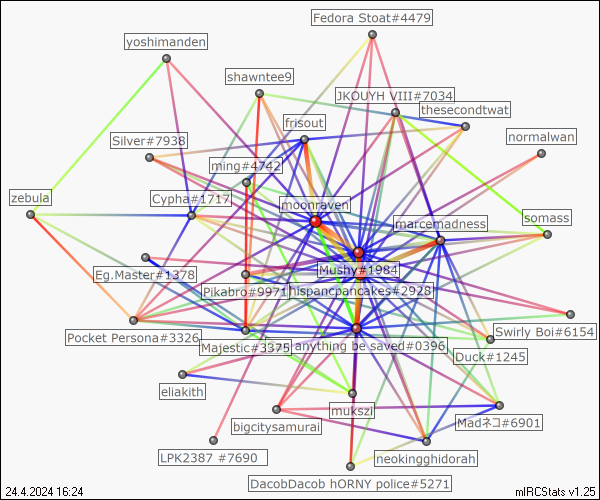 Fedora Stoat#4479
yoshimanden
shawntee9
JKOUYH VIII#7034
thesecondtwat
frisout
Silver#7938
normalwan
ming#4742
zebula
Cypha#1717
moonraven
marcemadness
somass
Mushy#1984
Eg.Master#1378
Pikabro#9971
hispancpancakes#2928
Pocket Persona#3326
Swirly Boi#6154
Majestic#3375
anything be saved#0396
Duck#1245
eliakith
mukszi
Madネコ#6901
bigcitysamurai
LPK2387 #7690
neokingghidorah
DacobDacob hORNY police#5271
24.4.2024 16:24
mIRCStats v1.25